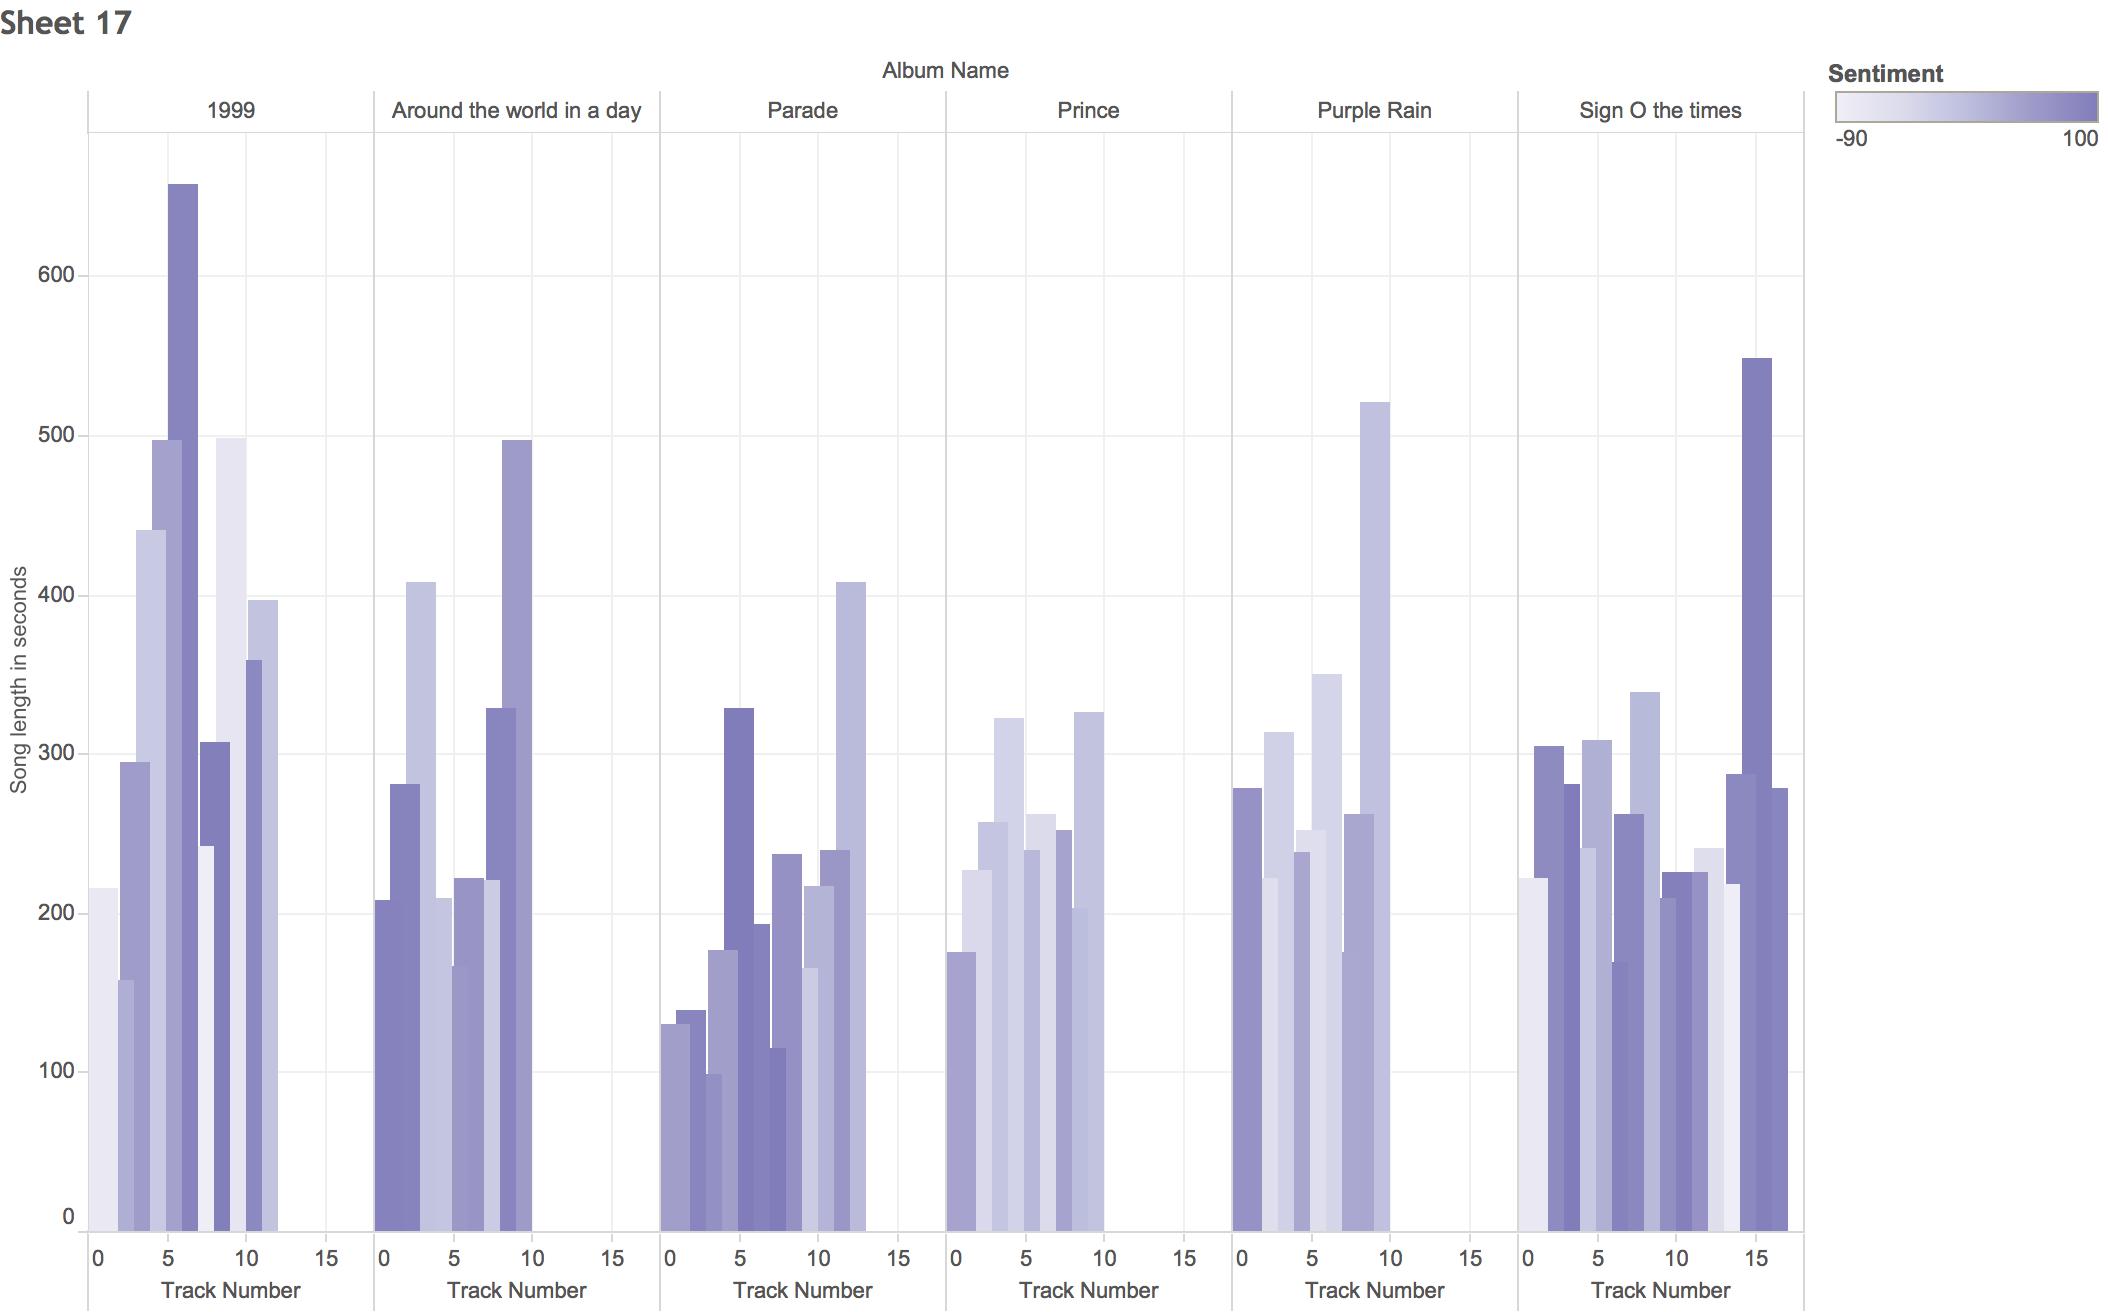 Sheet 17
Album Name
Sentiment
1999 Around the world in a day Parade Prince Purple Rain Sign O the times
-90 100
Song length in seconds
600
500
400
300
200
100
0
0 5 10 15 0 5 10 15 0 5 10 15 0 5 10 15 0 5 10 15 0 5 10 15
Track Number Track Number Track Number Track Number Track Number Track Number